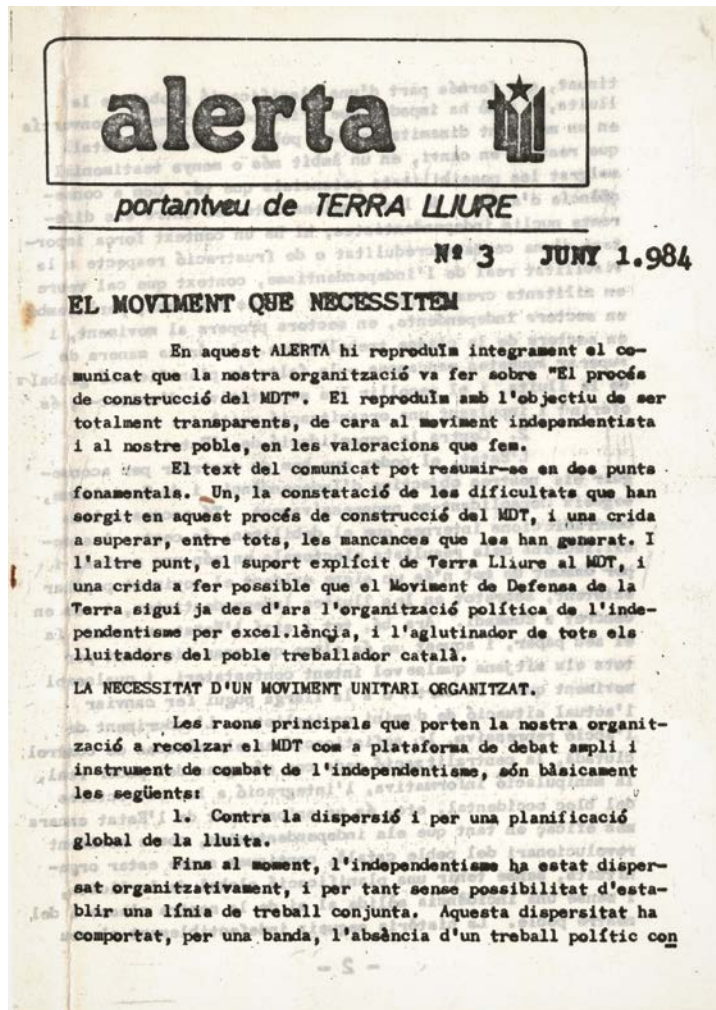 alerta
portantveu de TERRA LLIURE
Nº 3 JUNY 1.984
EL MOVIMENT QUE NECESSITEM
En aquest ALERTA hi reproduïm integrament el co-
municat que la nostra organització va fer sobre "El procés
de construcció del MDT". El reproduïm amb l'objectiu de ser
totalment transparents, de cara al moviment independentista
i al nostre poble, en les valoracions que fem.
El text del comunicat pot resumir-se en dos punts
fonamentals. Un, la constatació de les dificultats que han
sorgit en aquest procés de construcció del MDT, i una crida
a superar, entre tots, les mancances que les han generat. I
l'altre punt, el suport explícit de Terra Lliure al MDT, i
una crida a fer possible que el Moviment de Defensa de la
Terra sigui ja des d'ara l'organització política de l'inde-
pendentisme per excel.lència, i l'aglutinador de tots els
lluitadors del poble treballador català.
LA NECESSITAT D'UN MOVIMENT UNITARI ORGANITZAT.
Les raons principals que porten la nostra organit-
zació a recolzar el MDT com a plataforma de debat ampli i
instrument de combat de l'independentisme, són bàsicament
les següents:
1. Contra la dispersió i per una planificació
global de la lluita.
Fins al moment, l'independentisme ha estat disper-
sat organitzativament, i per tant sense possibilitat d'esta-
blir una línia de treball conjunta. Aquesta dispersitat ha
comportat, per una banda, l'absència d'un treball polític con